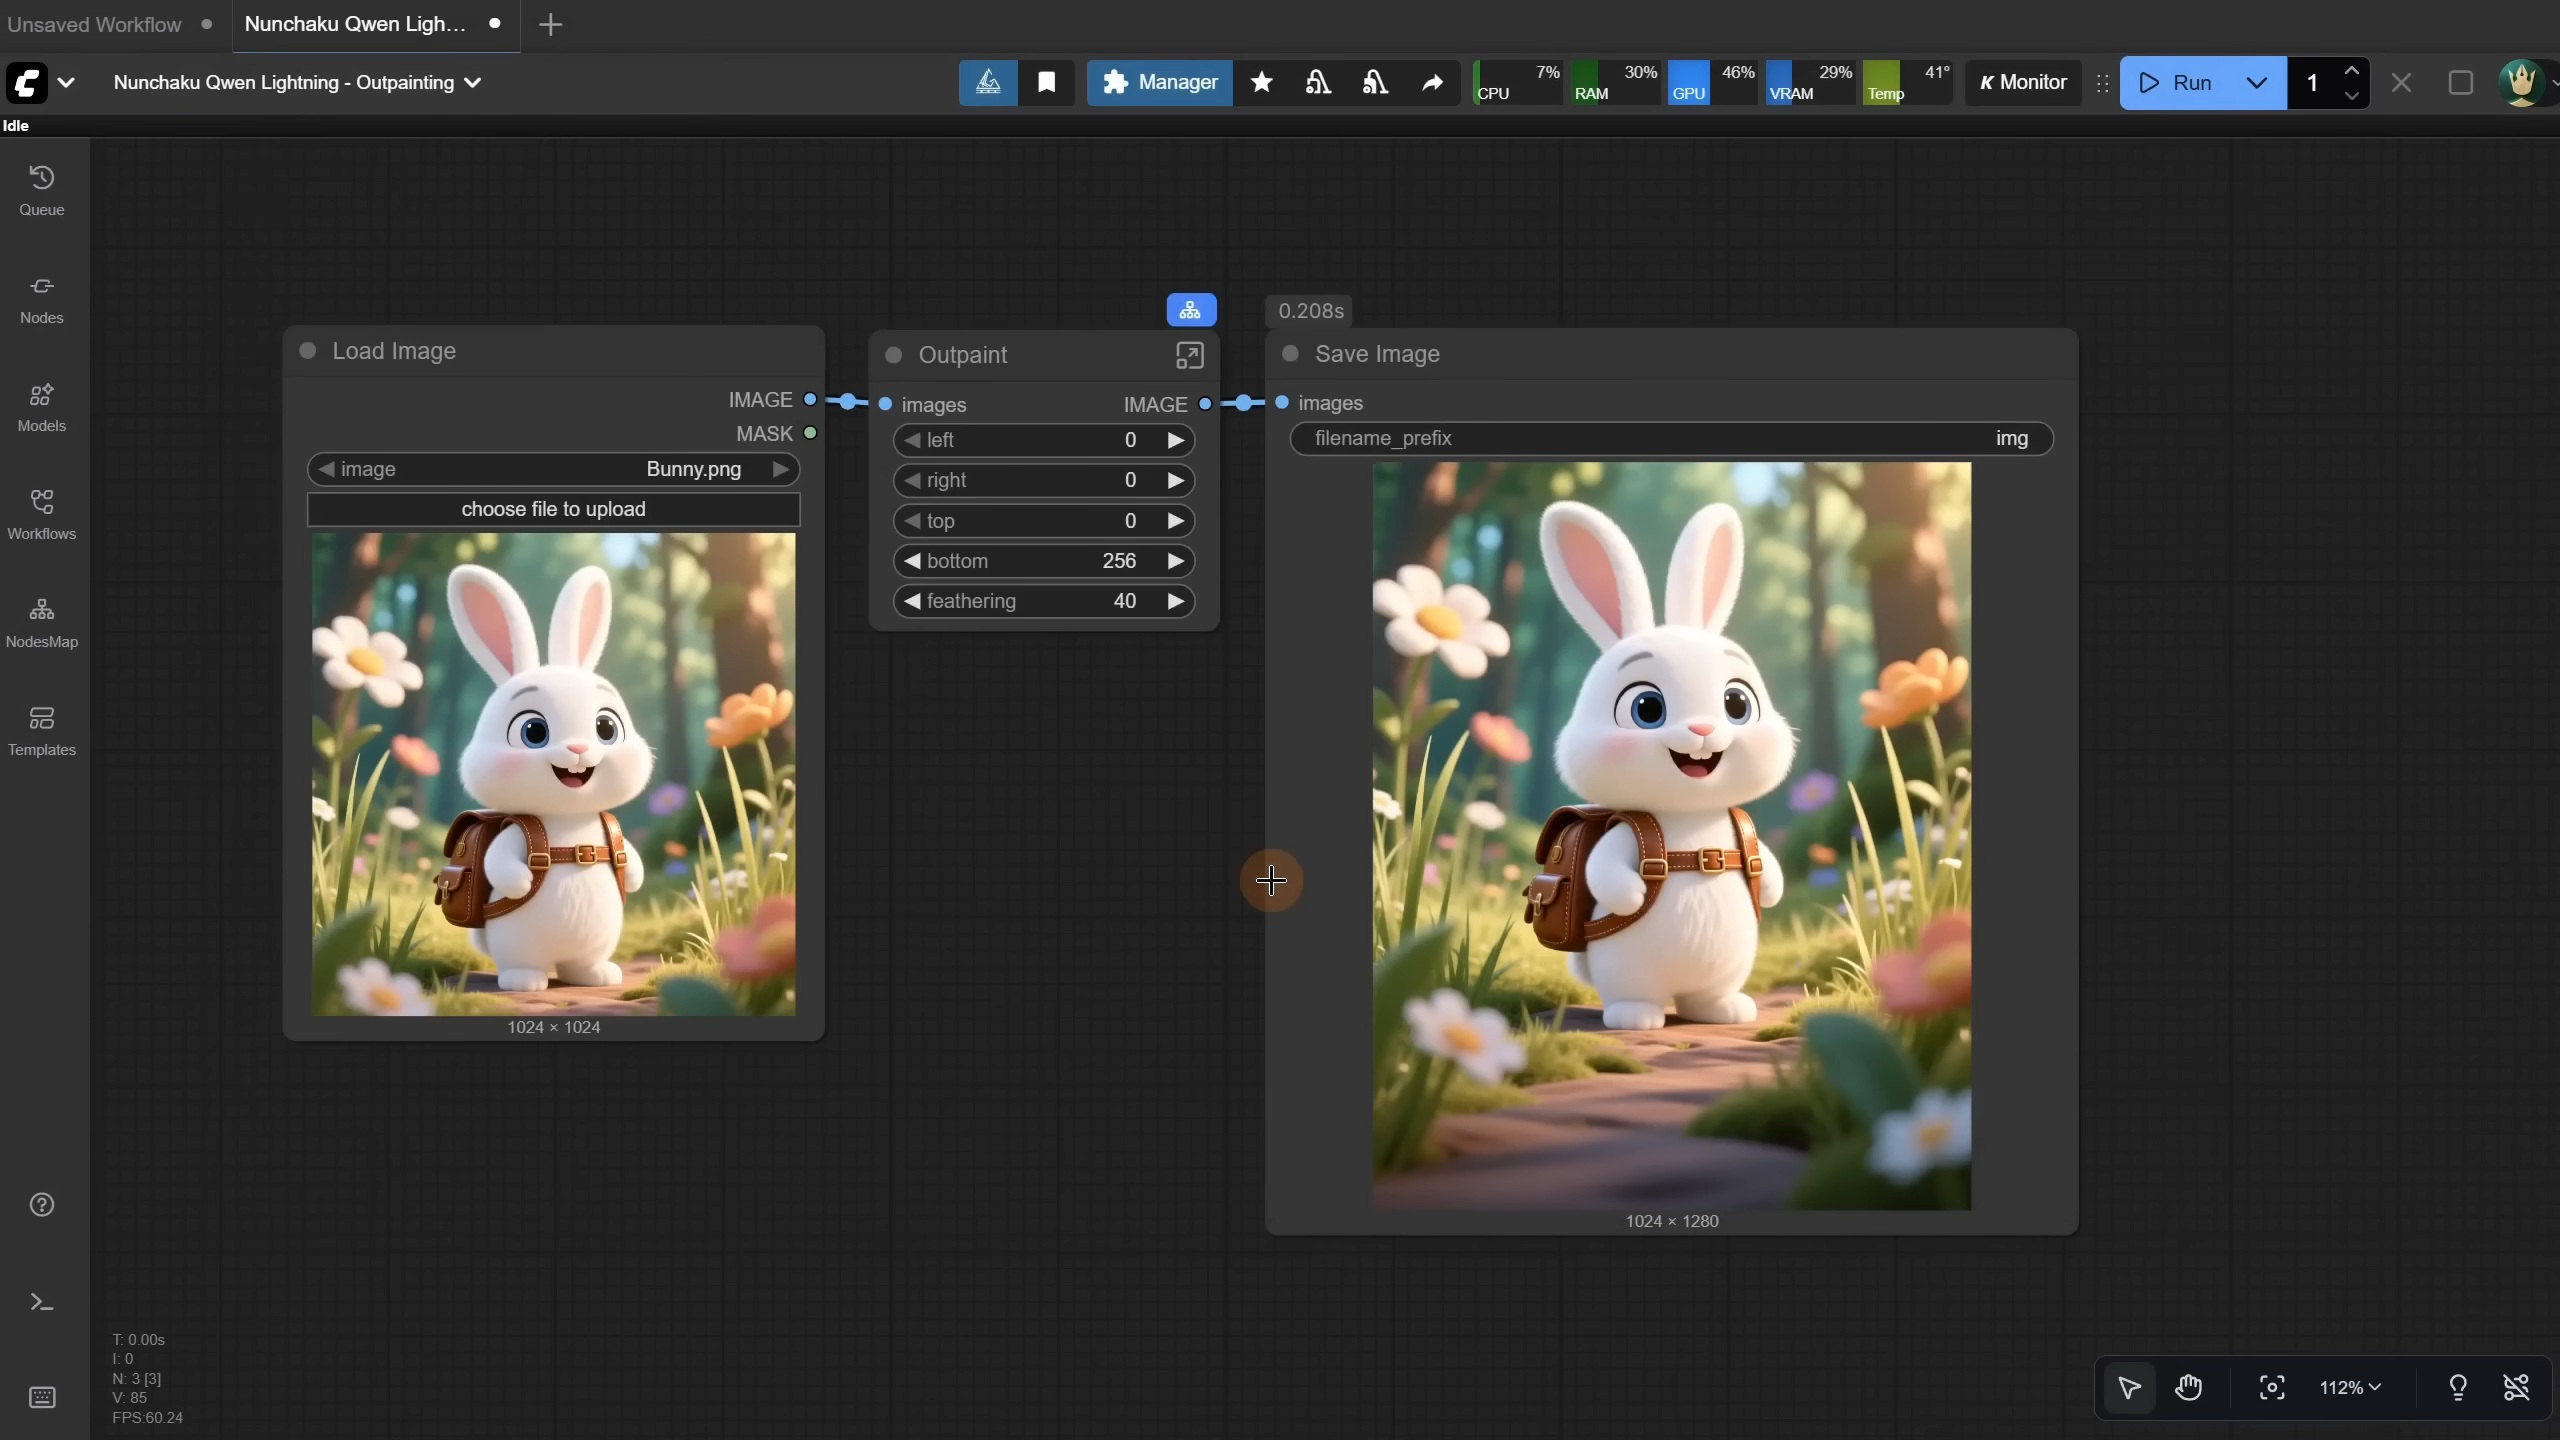 Unsaved Workflow
Nunchaku Qwen Ligh...
Nunchaku Qwen Lightning - Outpainting
Manager
7%
CPU
30%
RAM
46%
GPU
29%
VRAM
41°
Temp
K Monitor
Run
1
Idle
Queue
Nodes
Models
Workflows
NodesMap
Templates
Load Image
IMAGE
MASK
image Bunny.png
choose file to upload
1024 × 1024
Outpaint
images IMAGE
left 0
right 0
top 0
bottom 256
feathering 40
0.208s
Save Image
images
filename_prefix img
1024 × 1280
T: 0.00s
I: 0
N: 3 [3]
V: 85
FPS:60.24
112%